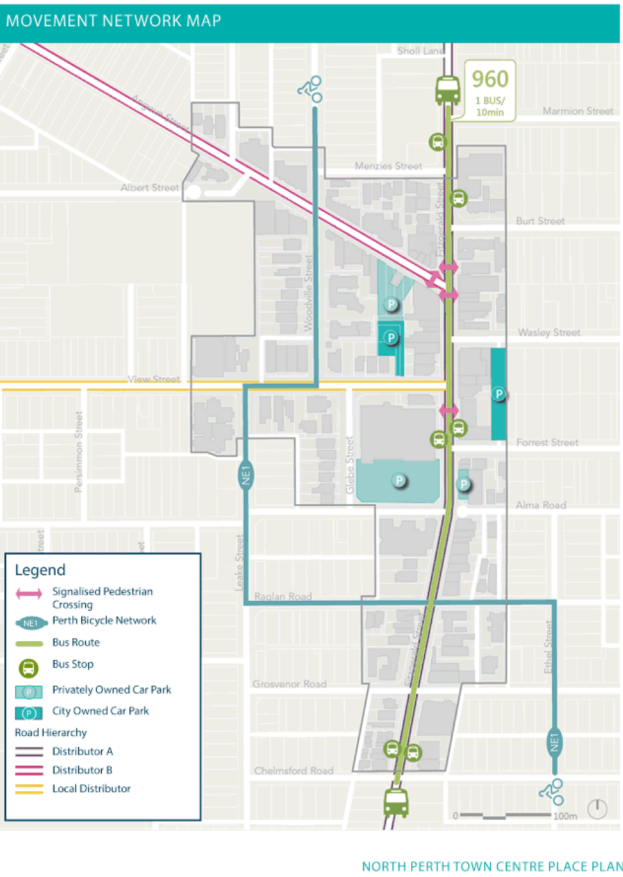 MOVEMENT NETWORK MAP
Sholl Lane
960
1 BUS/
10min
Marmion Street
Angove Street
Menzies Street
Albert Street
Fitzgerald Street
Burt Street
Woodville Street
P
Wasley Street
P
View Street
P
Persimmon Street
Forrest Street
NE1
Glebe Street
P
P
Alma Road
Leake Street
Raglan Road
Ethel Street
Grosvenor Road
NE1
Chelmsford Road
0
100m
Legend
Signalised Pedestrian
Crossing
NE1
Perth Bicycle Network
Bus Route
Bus Stop
P
Privately Owned Car Park
P
City Owned Car Park
Road Hierarchy
Distributor A
Distributor B
Local Distributor
NORTH PERTH TOWN CENTRE PLACE PLAN